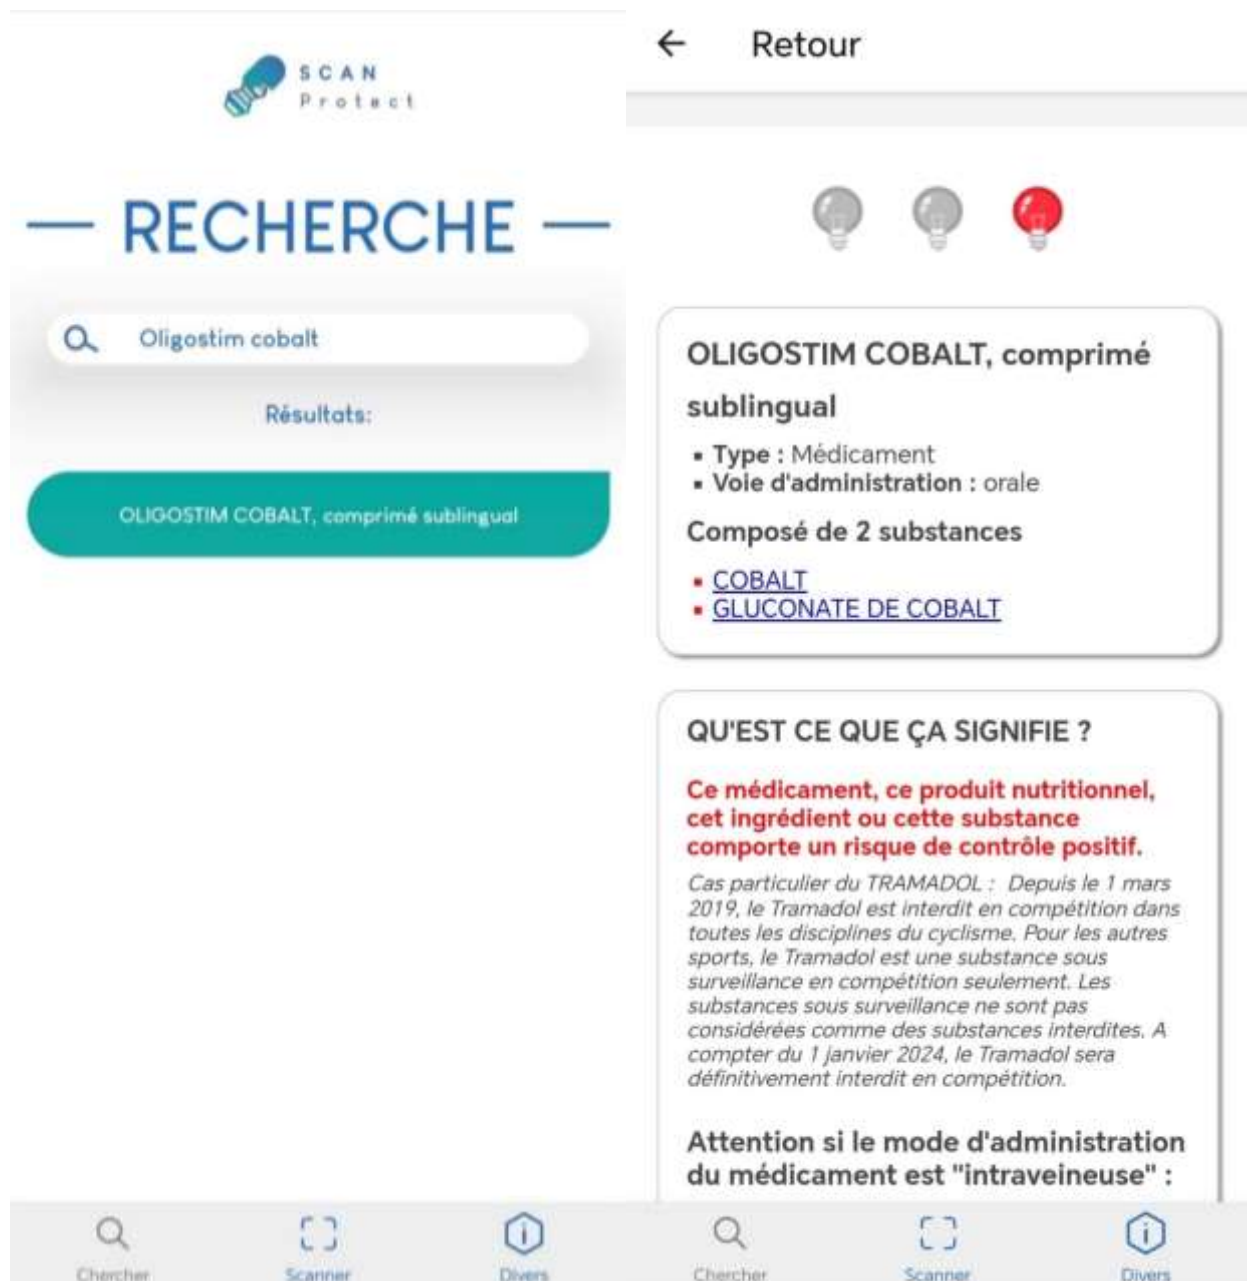 SCAN
Protect
RECHERCHE
Oligostim cobalt
Résultats:
OLIGOSTIM COBALT, comprimé sublingual
Chercher
Scanner
Divers
Retour
OLIGOSTIM COBALT, comprimé
sublingual
Type : Médicament
Voie d'administration : orale
Composé de 2 substances
COBALT
GLUCONATE DE COBALT
QU'EST CE QUE ÇA SIGNIFIE ?
Ce médicament, ce produit nutritionnel,
cet ingrédient ou cette substance
comporte un risque de contrôle positif.
Cas particulier du TRAMADOL : Depuis le 1 mars
2019, le Tramadol est interdit en compétition dans
toutes les disciplines du cyclisme. Pour les autres
sports, le Tramadol est une substance sous
surveillance en compétition seulement. Les
substances sous surveillance ne sont pas
considérées comme des substances interdites. A
compter du 1 janvier 2024, le Tramadol sera
définitivement interdit en compétition.
Attention si le mode d'administration
du médicament est "intraveineuse" :
Chercher
Scanner
Divers